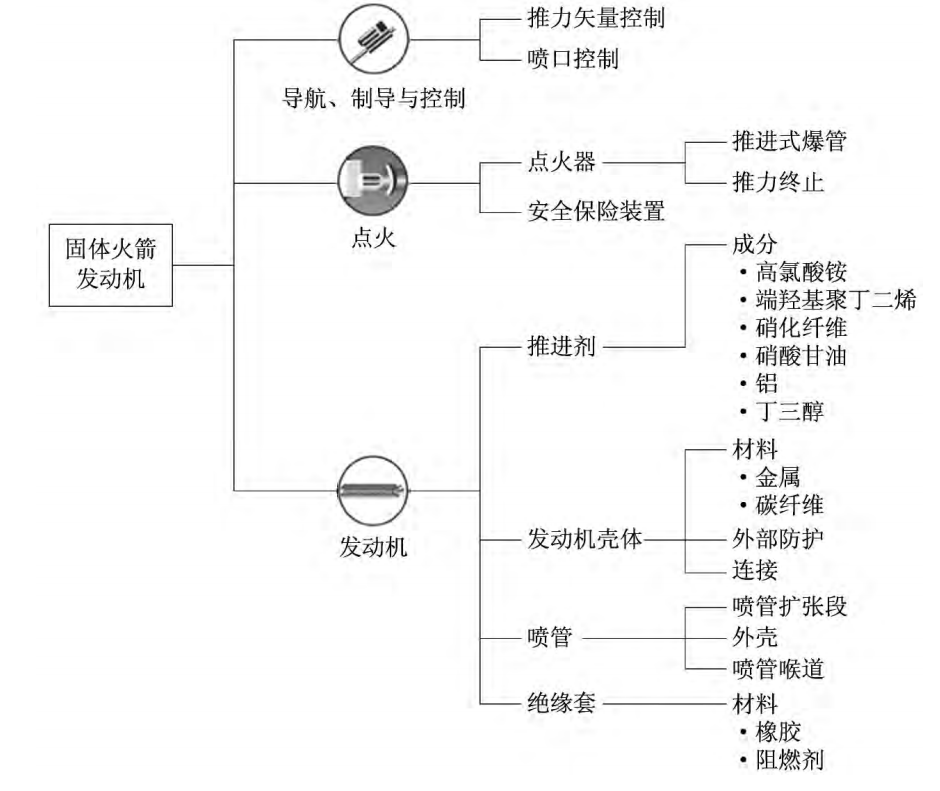 推力矢量控制
喷口控制
导航、制导与控制
点火器
推进式爆管
推力终止
安全保险装置
点火
固体火箭
发动机
成分
·高氯酸铵
·端羟基聚丁二烯
·硝化纤维
·硝酸甘油
·铝
·丁三醇
推进剂
材料
·金属
·碳纤维
发动机
发动机壳体
外部防护
连接
喷管扩张段
喷管
外壳
喷管喉道
绝缘套
材料
·橡胶
·阻燃剂